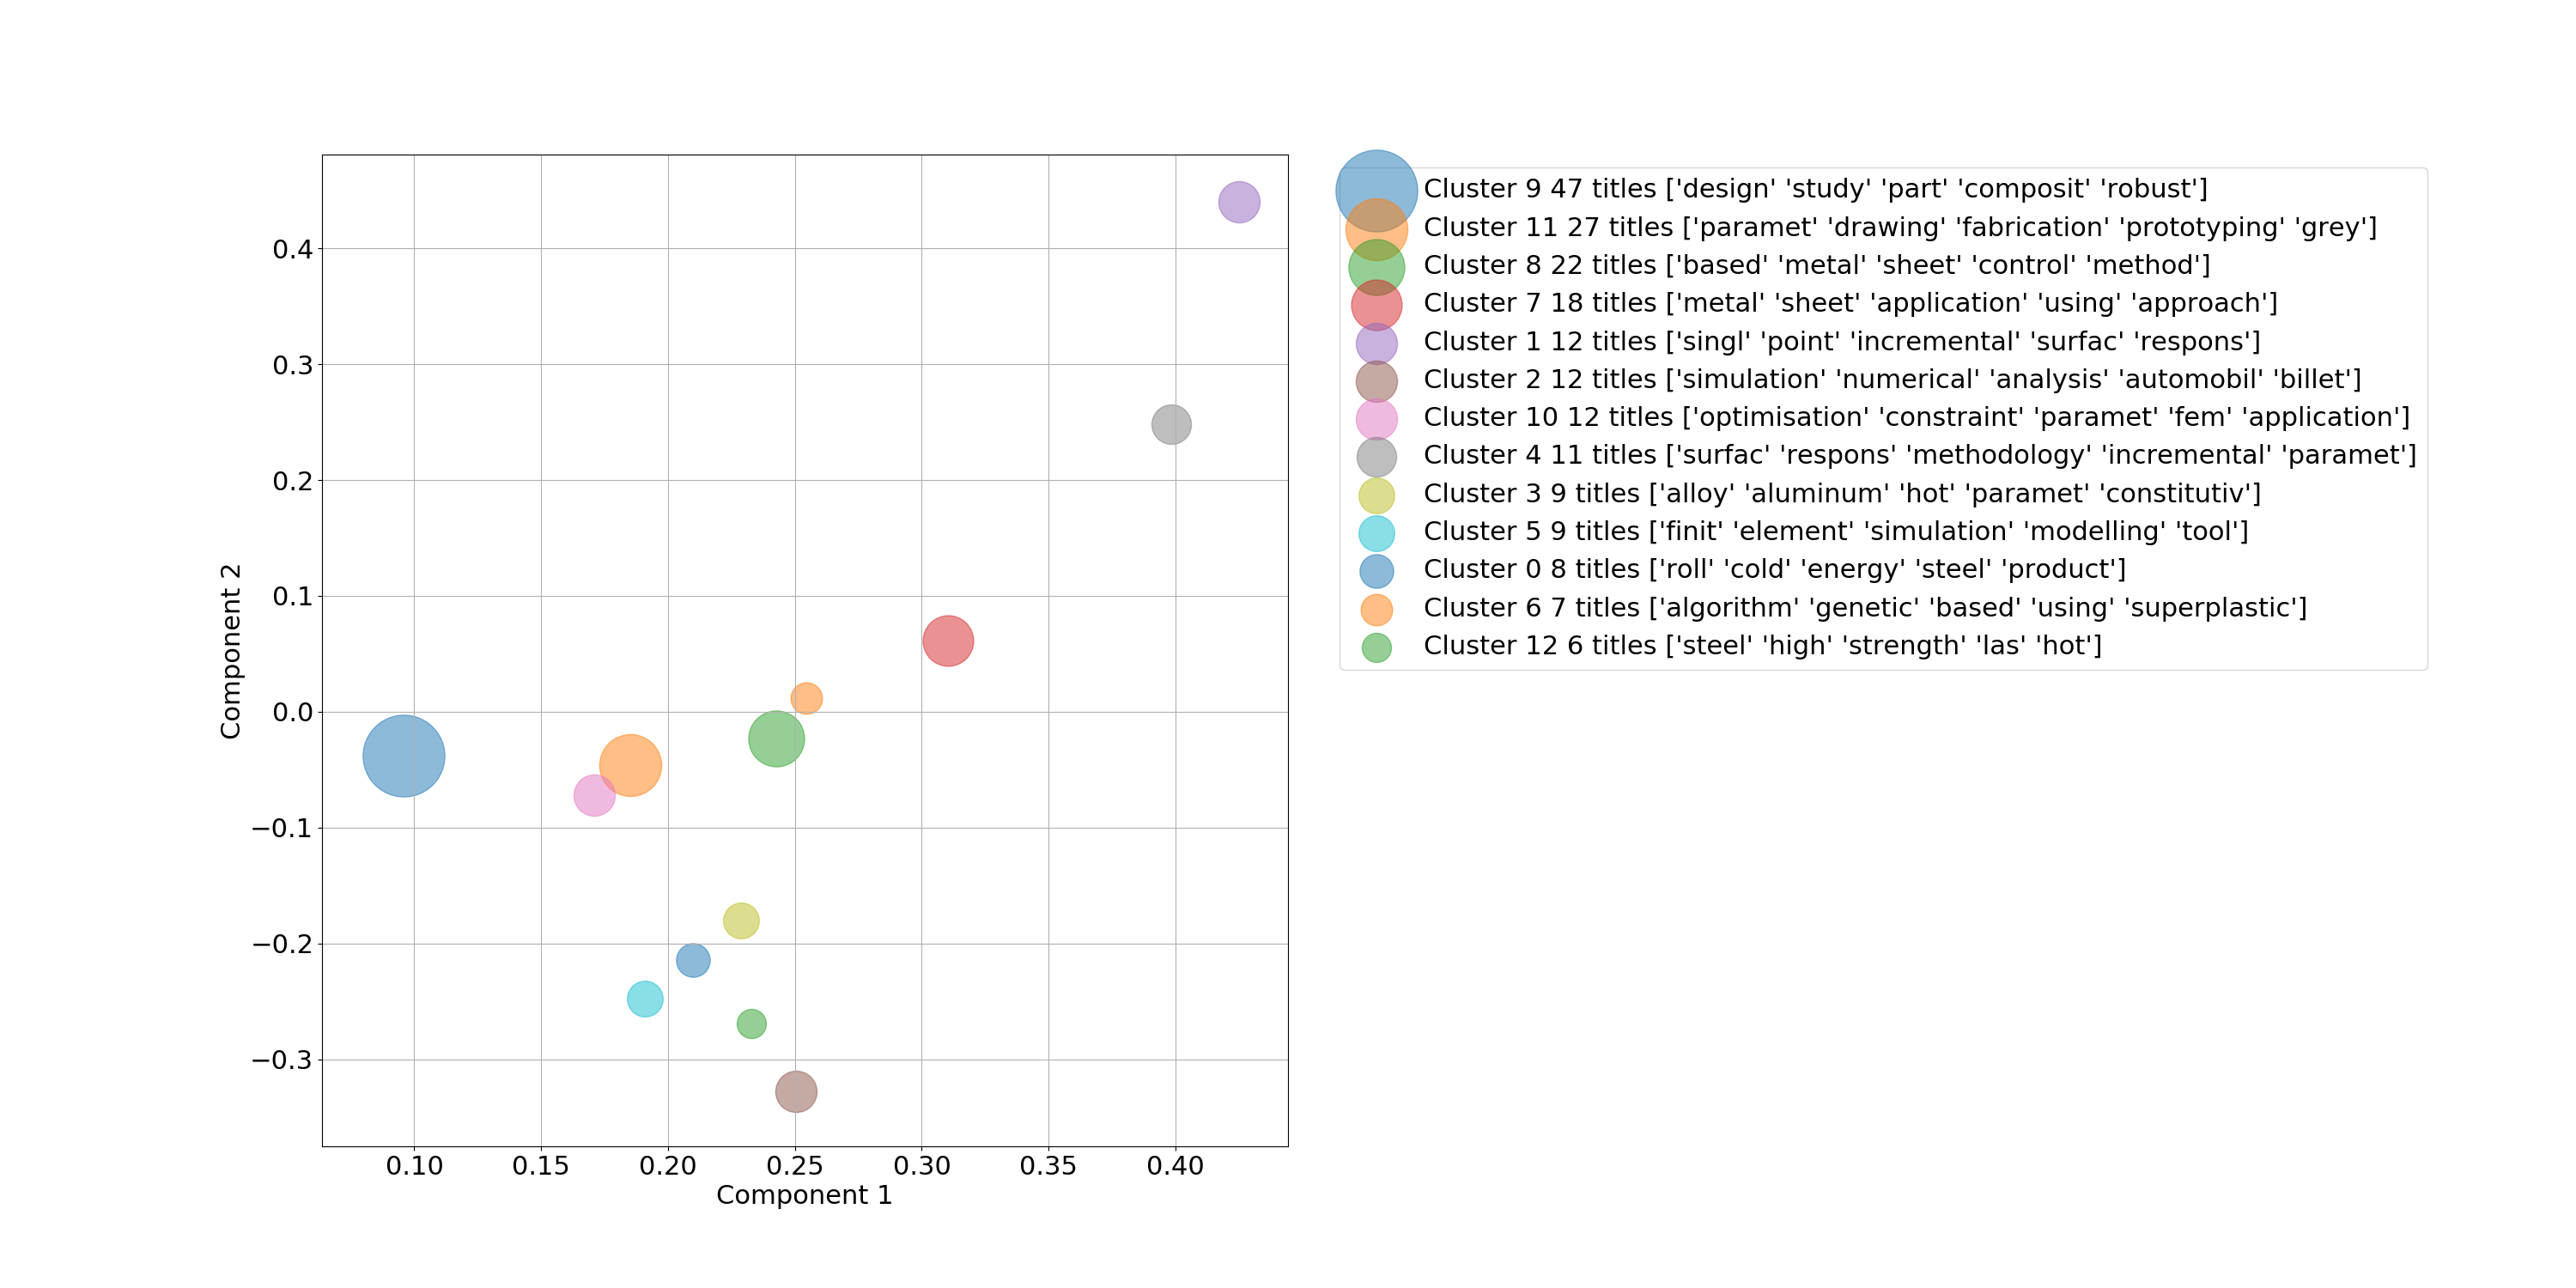 Cluster 9 47 titles ['design' 'study' 'part' 'composit' 'robust']
Cluster 11 27 titles ['paramet' 'drawing' 'fabrication' 'prototyping' 'grey']
Cluster 8 22 titles ['based' 'metal' 'sheet' 'control' 'method']
Cluster 7 18 titles ['metal' 'sheet' 'application' 'using' 'approach']
Cluster 1 12 titles ['singl' 'point' 'incremental' 'surfac' 'respons']
Cluster 2 12 titles ['simulation' 'numerical' 'analysis' 'automobil' 'billet']
Cluster 10 12 titles ['optimisation' 'constraint' 'paramet' 'fem' 'application']
Cluster 4 11 titles ['surfac' 'respons' 'methodology' 'incremental' 'paramet']
Cluster 3 9 titles ['alloy' 'aluminum' 'hot' 'paramet' 'constitutiv']
Cluster 5 9 titles ['finit' 'element' 'simulation' 'modelling' 'tool']
Cluster 0 8 titles ['roll' 'cold' 'energy' 'steel' 'product']
Cluster 6 7 titles ['algorithm' 'genetic' 'based' 'using' 'superplastic']
Cluster 12 6 titles ['steel' 'high' 'strength' 'las' 'hot']
Component 2
0.4
0.3
0.2
0.1
0.0
−0.1
−0.2
−0.3
0.10 0.15 0.20 0.25 0.30 0.35 0.40
Component 1